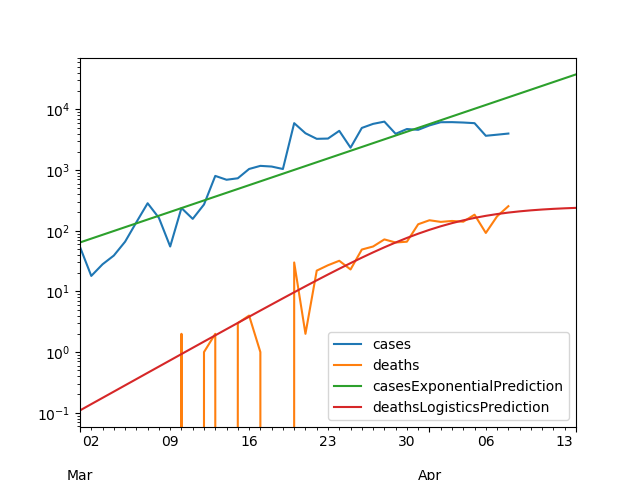 10⁴
10³
10²
10¹
10⁰
10⁻¹
cases
deaths
casesExponentialPrediction
deathsLogisticsPrediction
02 09 16 23 30 06 13
Mar Apr